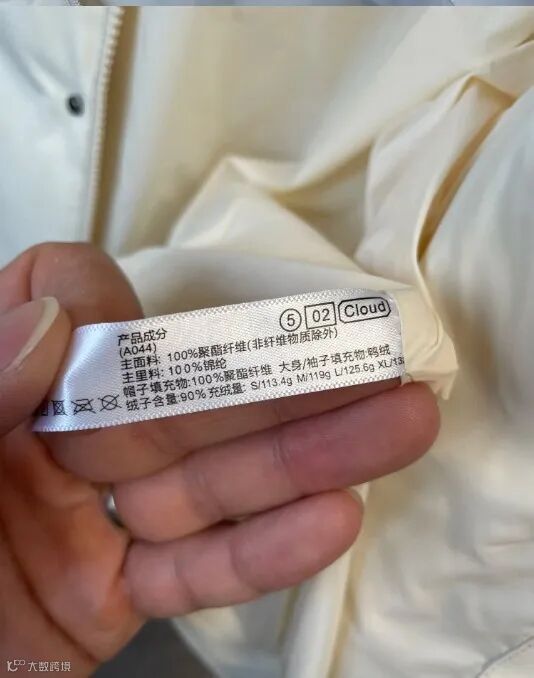 ⑤ 02 Cloud
产品成分
(A044)
主面料: 100%聚酯纤维(非纤维物质除外)
主里料: 100%锦纶
帽子填充物:100%聚酯纤维 大身/袖子填充物:鸭绒
绒子含量:90% 充绒量: S/113.4g M/119g L/125.6g XL/13
大数跨境